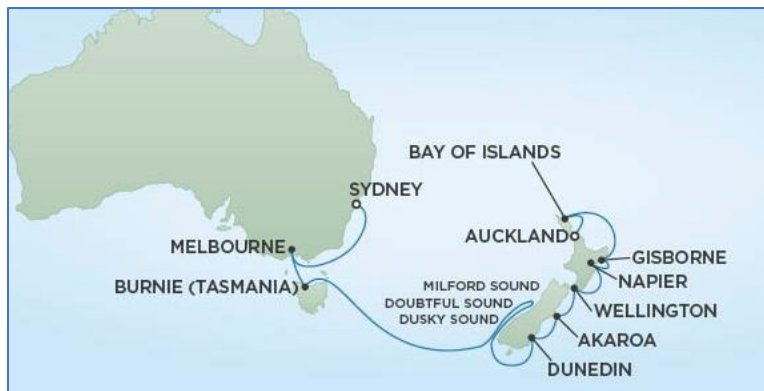 BAY OF ISLANDS
SYDNEY
AUCKLAND
MELBOURNE
GISBORNE
NAPIER
BURNIE (TASMANIA)
MILFORD SOUND
DOUBTFUL SOUND
DUSKY SOUND
WELLINGTON
AKAROA
DUNEDIN